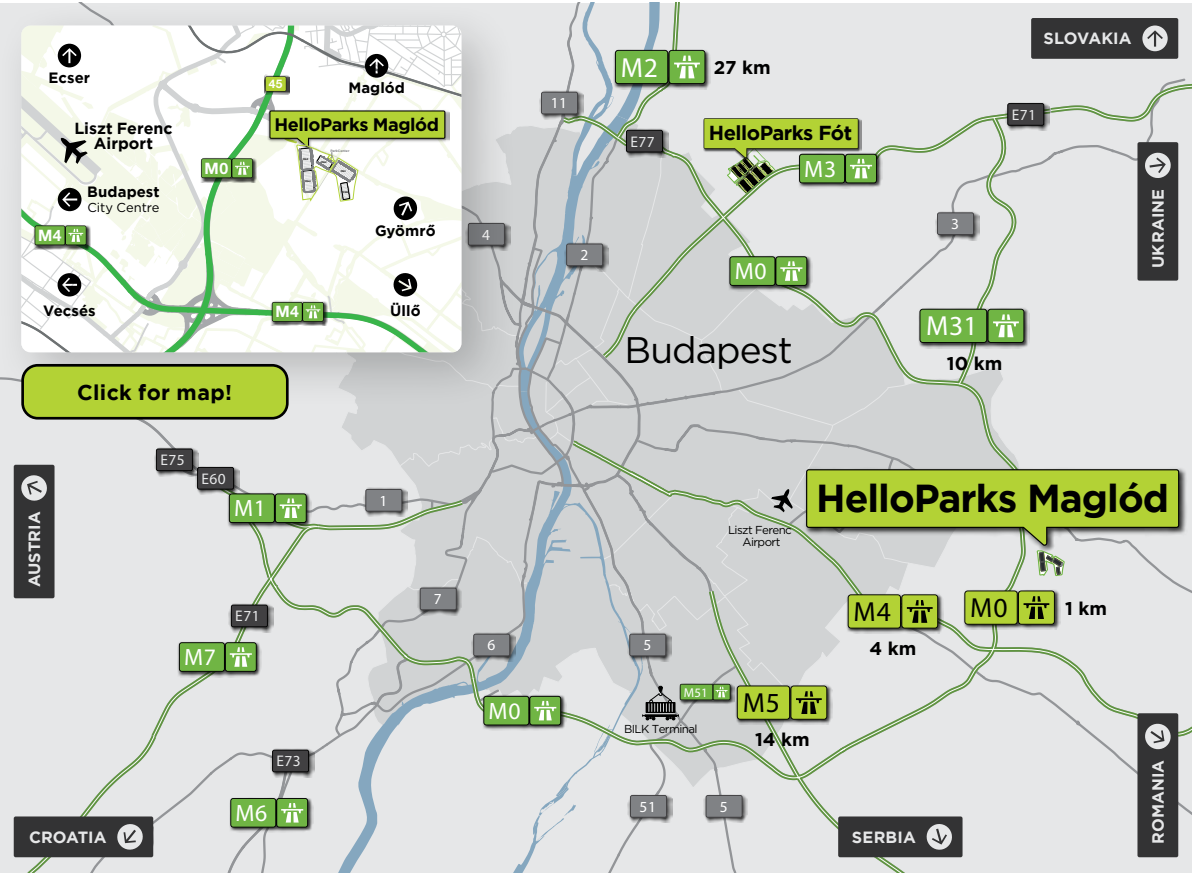 Ecser
Maglód
45
HelloParks Maglód
Liszt Ferenc
Airport
M0
Budapest
City Centre
Gyömrő
M4
Vecsés
M4
Üllő
Click for map!
SLOVAKIA
M2
27 km
11
E77
HelloParks Fót
M3
E71
UKRAINE
4
2
3
M0
M31
10 km
Budapest
E75
E60
M1
1
AUSTRIA
HelloParks Maglód
Liszt Ferenc
Airport
7
E71
M7
6
5
M4
4 km
M0
1 km
M0
M51
M5
14 km
BILK Terminal
ROMANIA
E73
M6
51
5
CROATIA
SERBIA